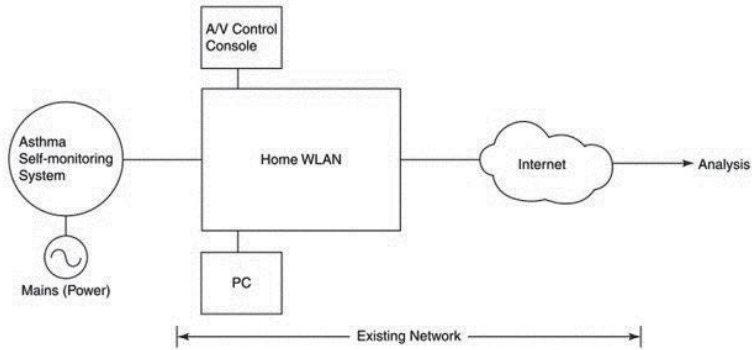 A/V Control
Console
Asthma
Self-monitoring
System
Home WLAN
Internet
Analysis
Mains (Power)
PC
Existing Network